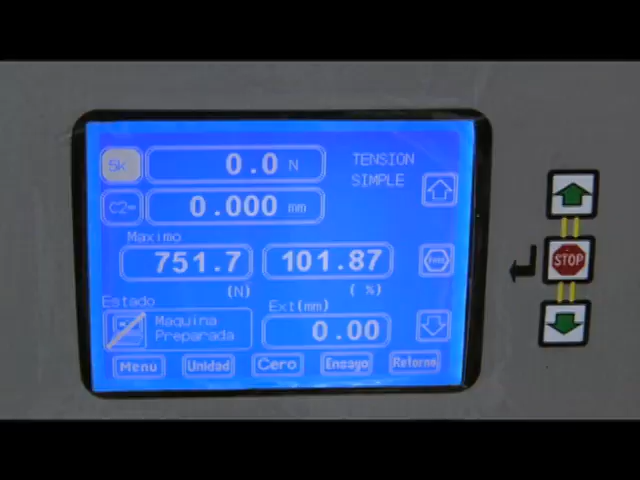 5k 0.0 N
TENSION
SIMPLE
C2= 0.000 mm
Maximo
751.7 101.87
(N) (%)
Estado
Ext(mm)
Maquina
Preparada
0.00
Menu Unidad Cero Ensayo Retorno
STOP